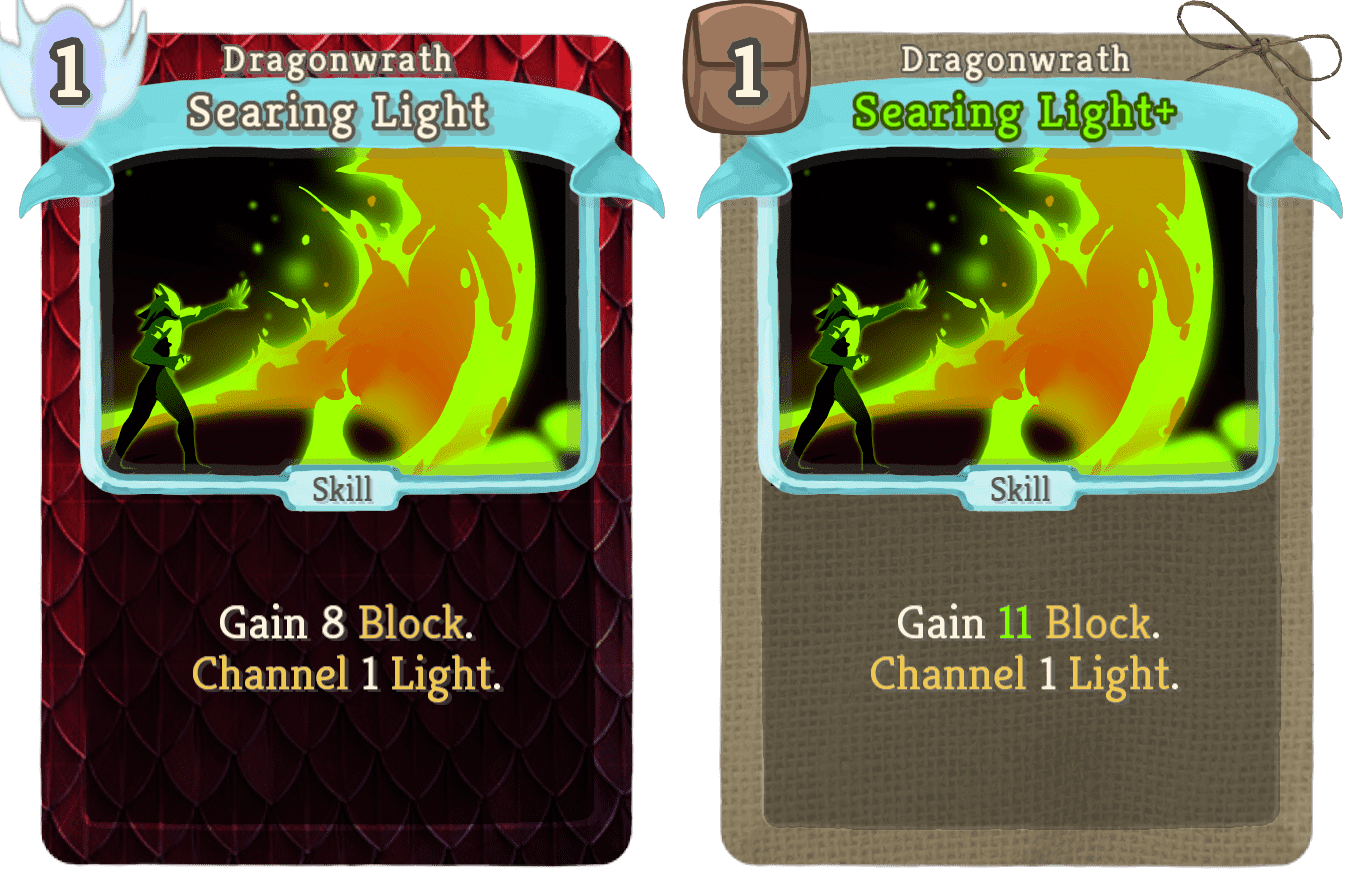 1
Dragonwrath
Searing Light
Skill
Gain 8 Block.
Channel 1 Light.
1
Dragonwrath
Searing Light+
Skill
Gain 11 Block.
Channel 1 Light.